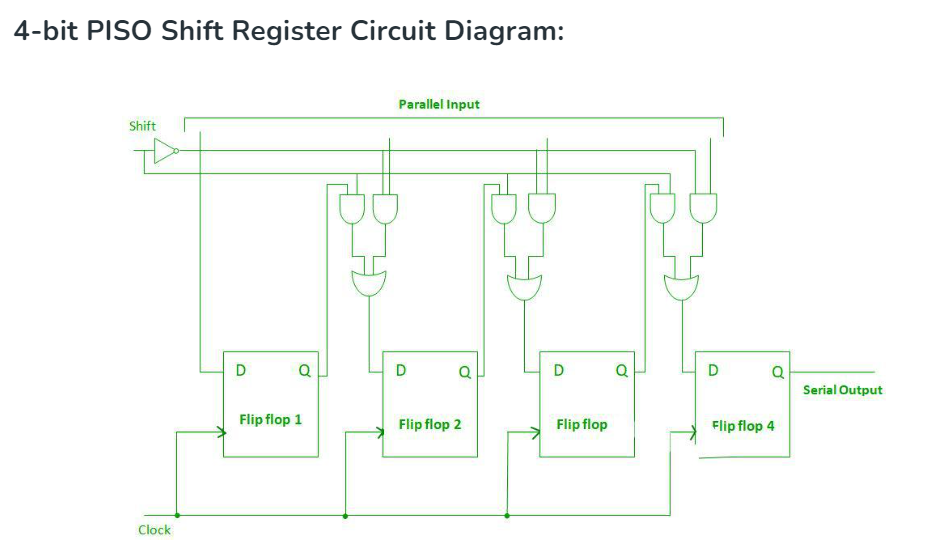 4-bit PISO Shift Register Circuit Diagram:
Parallel Input
Shift
D Q
D Q
D Q
D Q
Serial Output
Flip flop 1
Flip flop 2
Flip flop
Flip flop 4
Clock